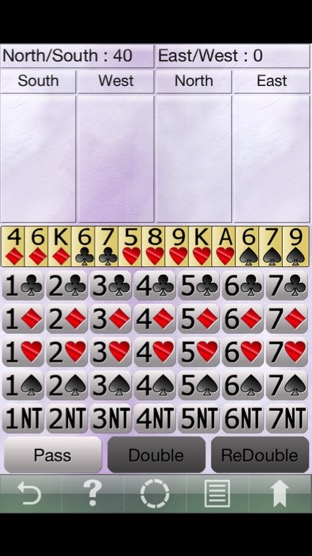 North/South : 40 East/West : 0
South West North East
4♦ 6♦ K♦ 6♣ 7♣ 5♥ 8♥ 9♥ K♥ A♥ 6♠ 7♠ 9♠
1♣ 2♣ 3♣ 4♣ 5♣ 6♣ 7♣
1♦ 2♦ 3♦ 4♦ 5♦ 6♦ 7♦
1♥ 2♥ 3♥ 4♥ 5♥ 6♥ 7♥
1♠ 2♠ 3♠ 4♠ 5♠ 6♠ 7♠
1NT 2NT 3NT 4NT 5NT 6NT 7NT
Pass Double ReDouble
?